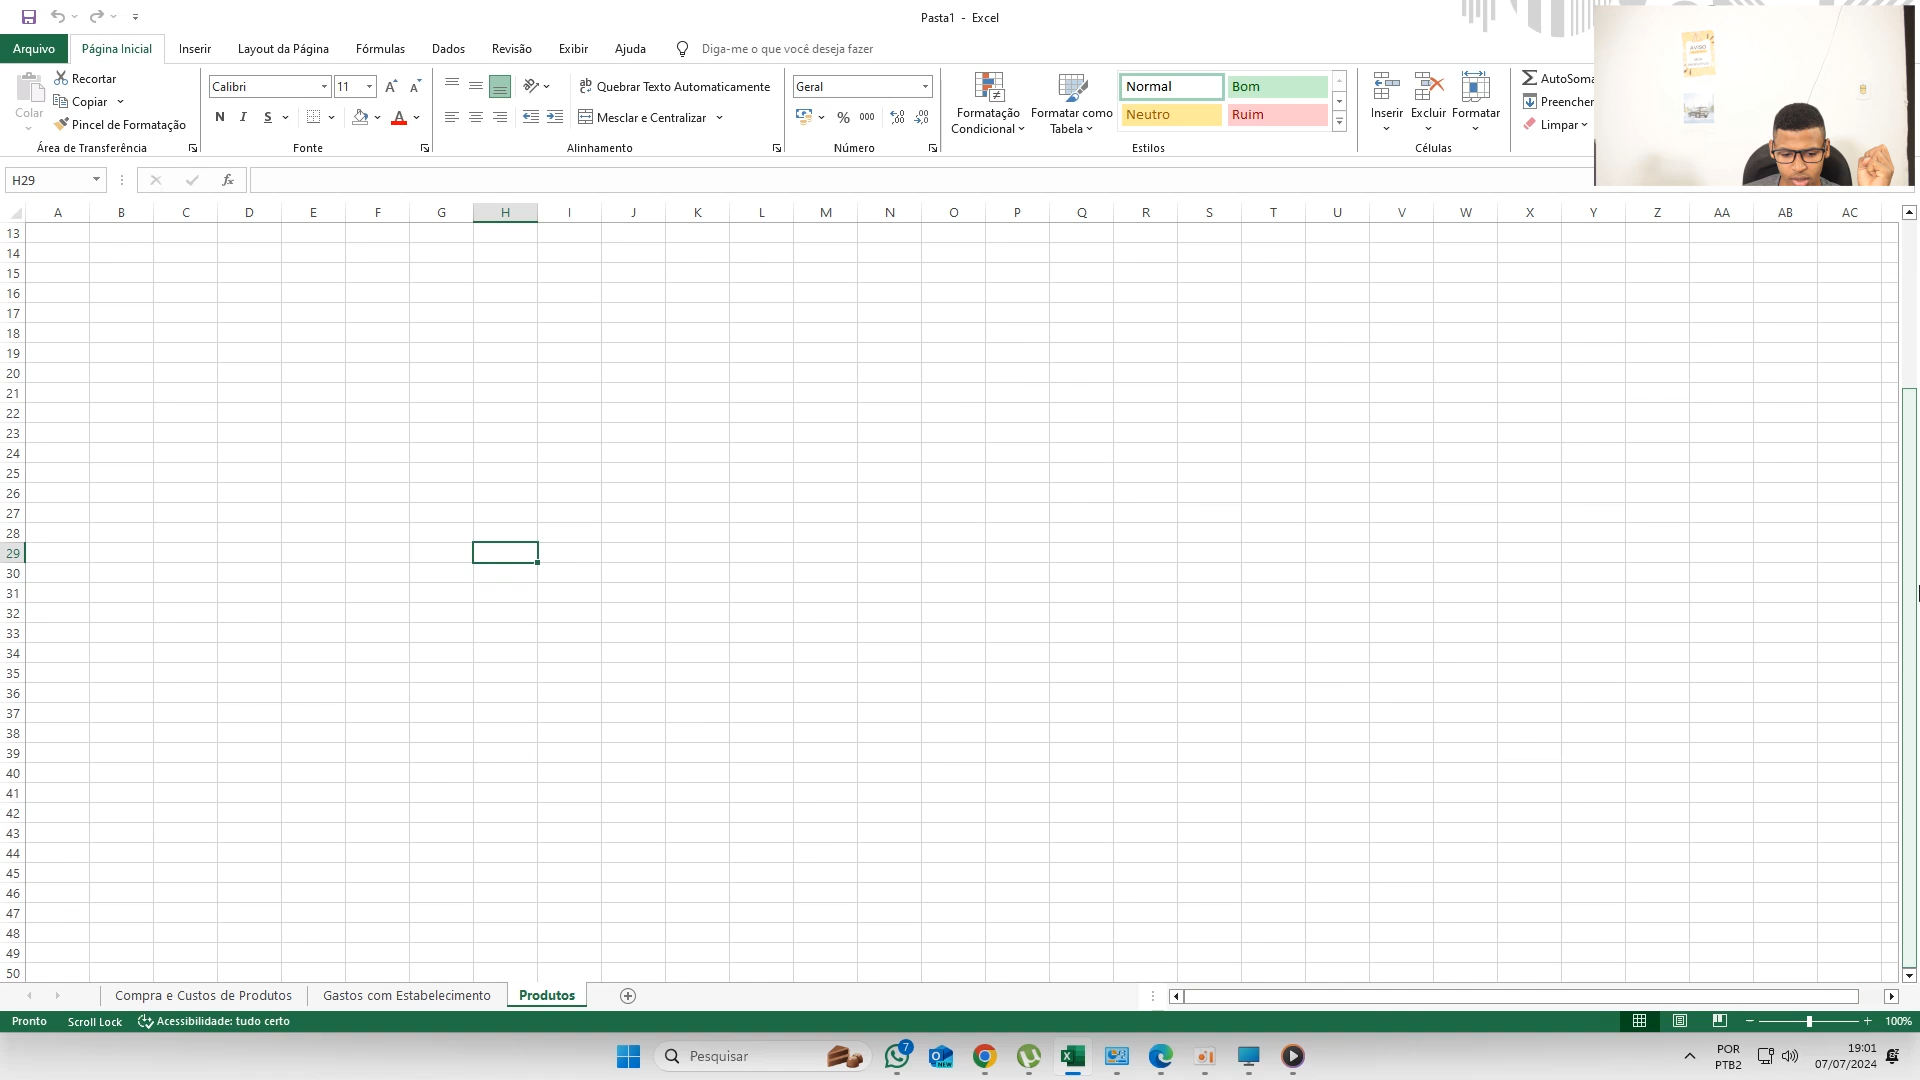 Pasta1 - Excel
Arquivo
Página Inicial
Inserir
Layout da Página
Fórmulas
Dados
Revisão
Exibir
Ajuda
Diga-me o que você deseja fazer
Colar
Recortar
Copiar
Pincel de Formatação
Área de Transferência
Calibri
11
N I S
Fonte
Quebrar Texto Automaticamente
Mesclar e Centralizar
Alinhamento
Geral
% 000
Número
Formatação Condicional
Formatar como Tabela
Normal
Bom
Neutro
Ruim
Estilos
Inserir
Excluir
Formatar
Células
AutoSoma
Preencher
Limpar
AVISO
H29
fx
A B C D E F G H I J K L M N O P Q R S T U V W X Y Z AA AB AC
13
14
15
16
17
18
19
20
21
22
23
24
25
26
27
28
29
30
31
32
33
34
35
36
37
38
39
40
41
42
43
44
45
46
47
48
49
50
Compra e Custos de Produtos
Gastos com Estabelecimento
Produtos
Pronto
Scroll Lock
Acessibilidade: tudo certo
100%
Pesquisar
7
NEW
POR
PTB2
19:01
07/07/2024